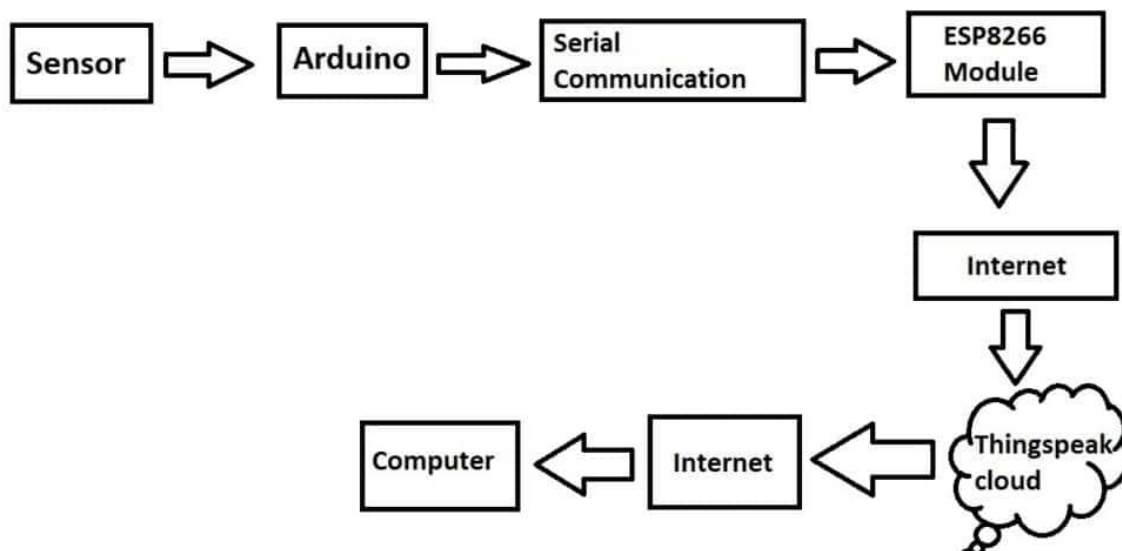 Sensor
Arduino
Serial
Communication
ESP8266
Module
Internet
Thingspeak
cloud
Internet
Computer